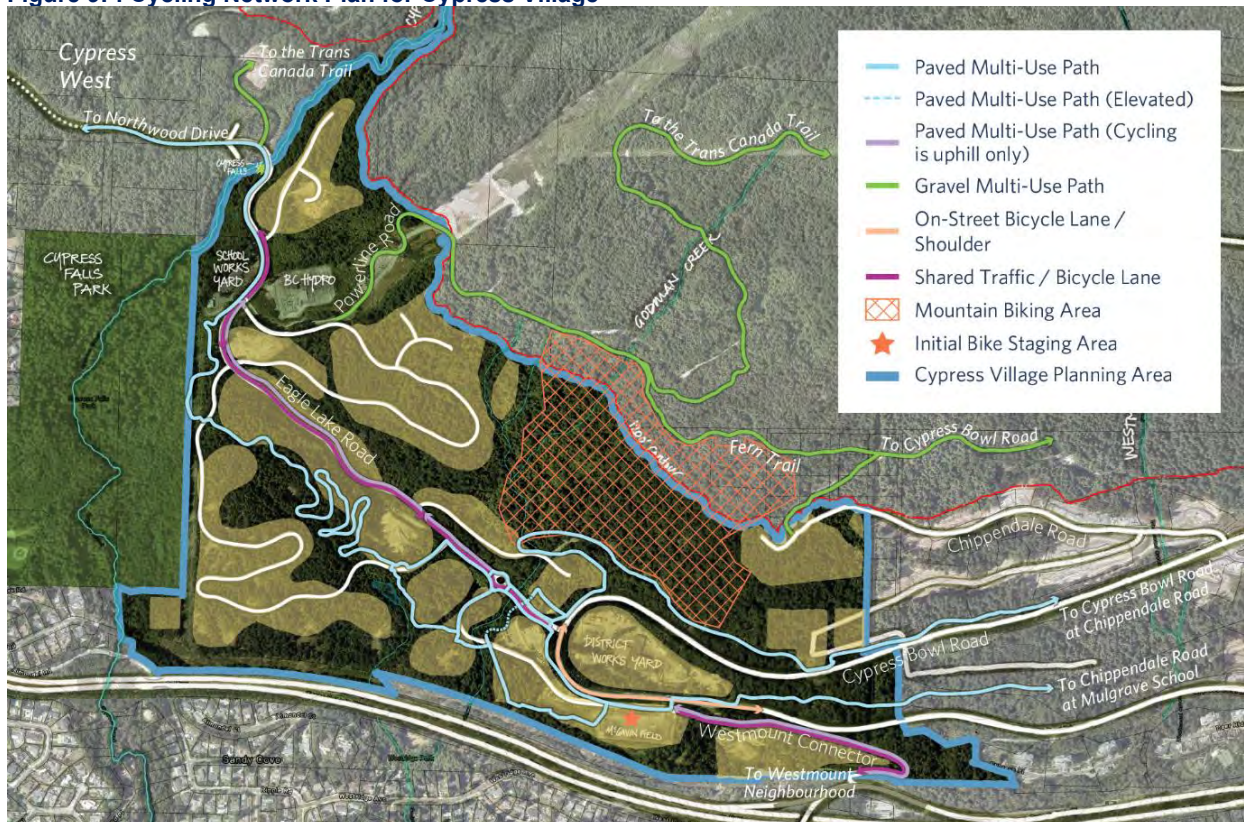 Figure 9.4 Cycling Network Plan for Cypress Village
Cypress
West
To the Trans
Canada Trail
To Northwood Drive
CYPRESS
FALLS
CYPRESS
FALLS
PARK
SCHOOL
WORKS
YARD
BC HYDRO
Powerline Road
To the Trans Canada Trail
GODMAN CREEK
Eagle Lake Road
Fern Trail
To Cypress Bowl Road
Chippendale Road
To Cypress Bowl Road
at Chippendale Road
Cypress Bowl Road
DISTRICT
WORKS YARD
To Chippendale Road
at Mulgrave School
McGAVIN FIELD
Westmount Connector
To Westmount
Neighbourhood
Sandy Cove
Paved Multi-Use Path
Paved Multi-Use Path (Elevated)
Paved Multi-Use Path (Cycling
is uphill only)
Gravel Multi-Use Path
On-Street Bicycle Lane /
Shoulder
Shared Traffic / Bicycle Lane
Mountain Biking Area
Initial Bike Staging Area
Cypress Village Planning Area